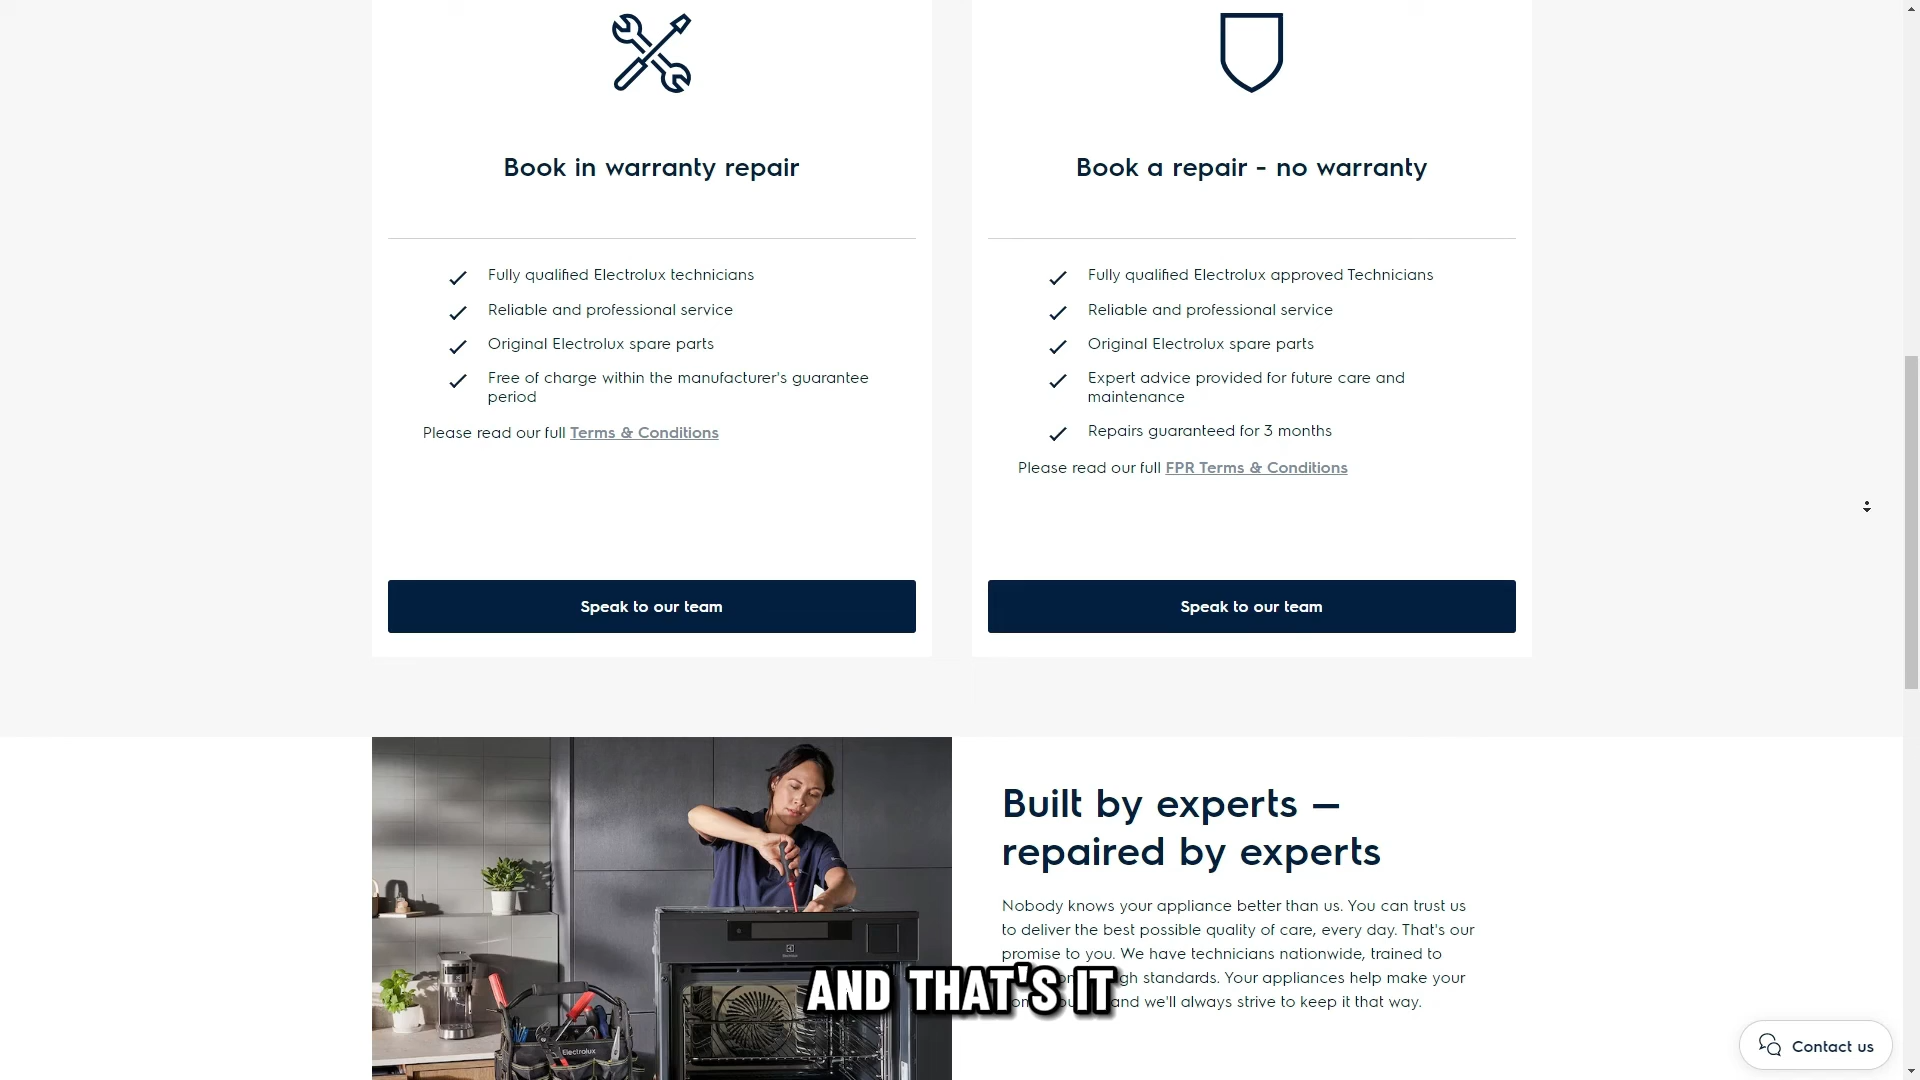 Book in warranty repair
Fully qualified Electrolux technicians
Reliable and professional service
Original Electrolux spare parts
Free of charge within the manufacturer's guarantee
period
Please read our full Terms & Conditions
Speak to our team
Book a repair - no warranty
Fully qualified Electrolux approved Technicians
Reliable and professional service
Original Electrolux spare parts
Expert advice provided for future care and
maintenance
Repairs guaranteed for 3 months
Please read our full FPR Terms & Conditions
Speak to our team
Electrolux
Built by experts —
repaired by experts
Nobody knows your appliance better than us. You can trust us
to deliver the best possible quality of care, every day. That's our
promise to you. We have technicians nationwide, trained to
standards. Your appliances help make your
and we'll always strive to keep it that way.
AND THAT'S IT
Contact us